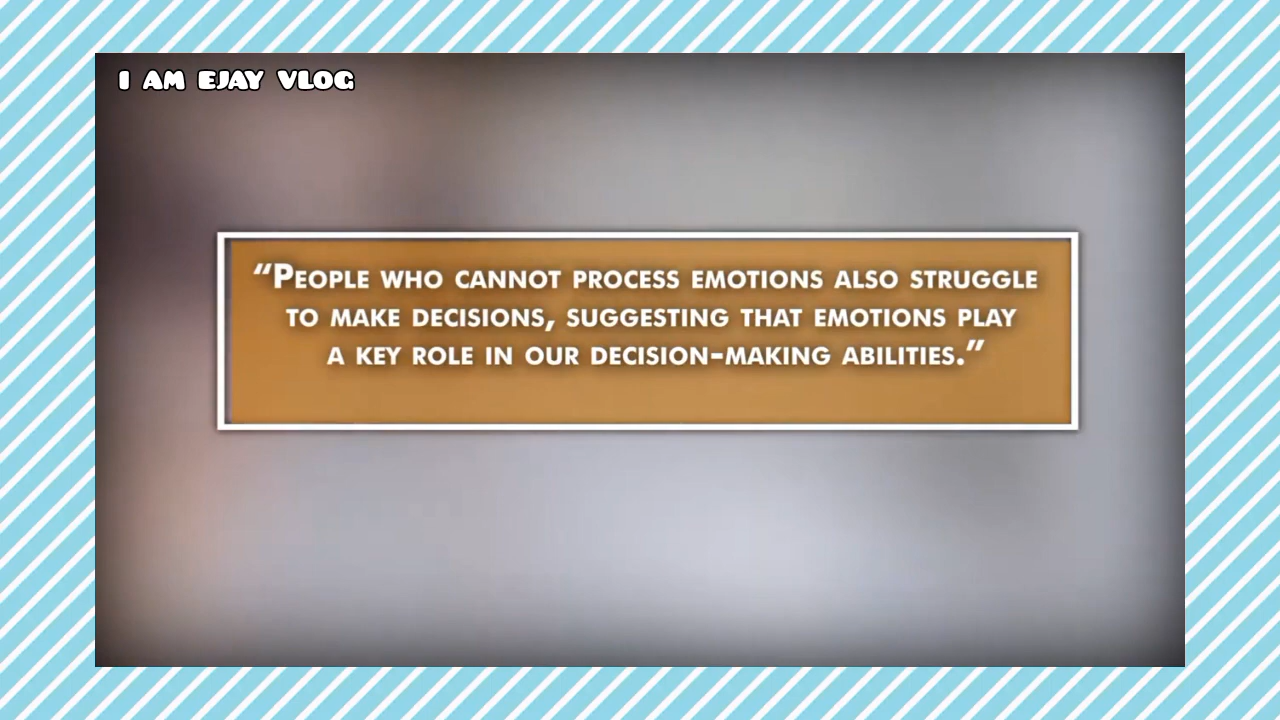 I AM EJAY VLOG
“PEOPLE WHO CANNOT PROCESS EMOTIONS ALSO STRUGGLE
TO MAKE DECISIONS, SUGGESTING THAT EMOTIONS PLAY
A KEY ROLE IN OUR DECISION-MAKING ABILITIES.”